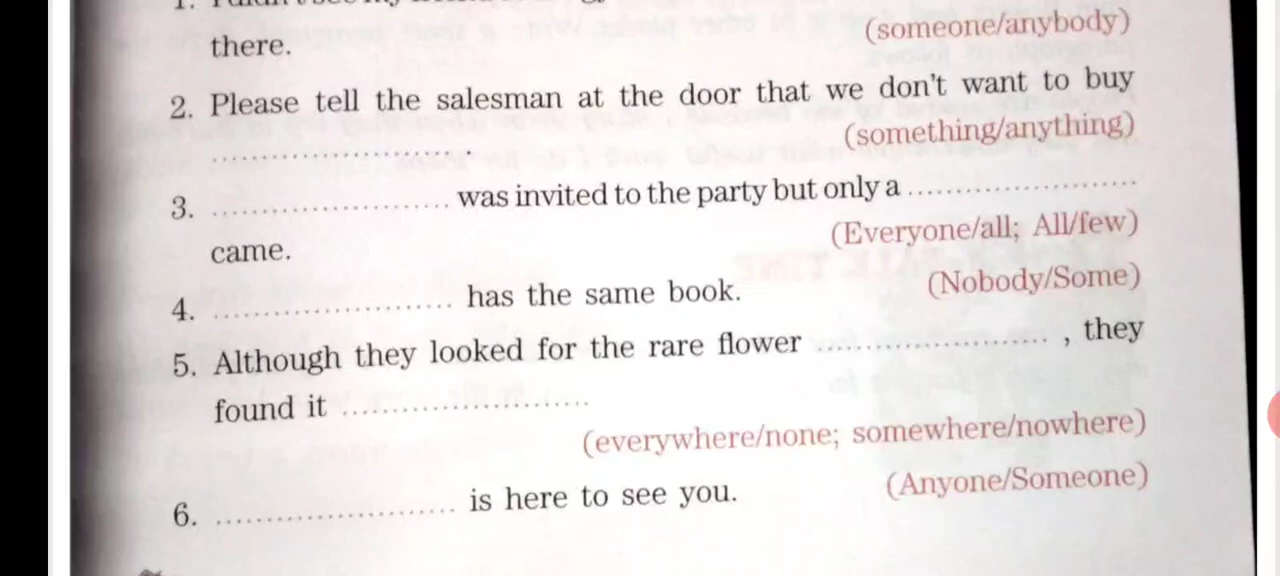 1.
there. (someone/anybody)
2. Please tell the salesman at the door that we don't want to buy
.............................. (something/anything)
3. .............................. was invited to the party but only a ..............................
came. (Everyone/all; All/few)
4. .............................. has the same book. (Nobody/Some)
5. Although they looked for the rare flower .............................. , they
found it ..............................
(everywhere/none; somewhere/nowhere)
6. .............................. is here to see you. (Anyone/Someone)